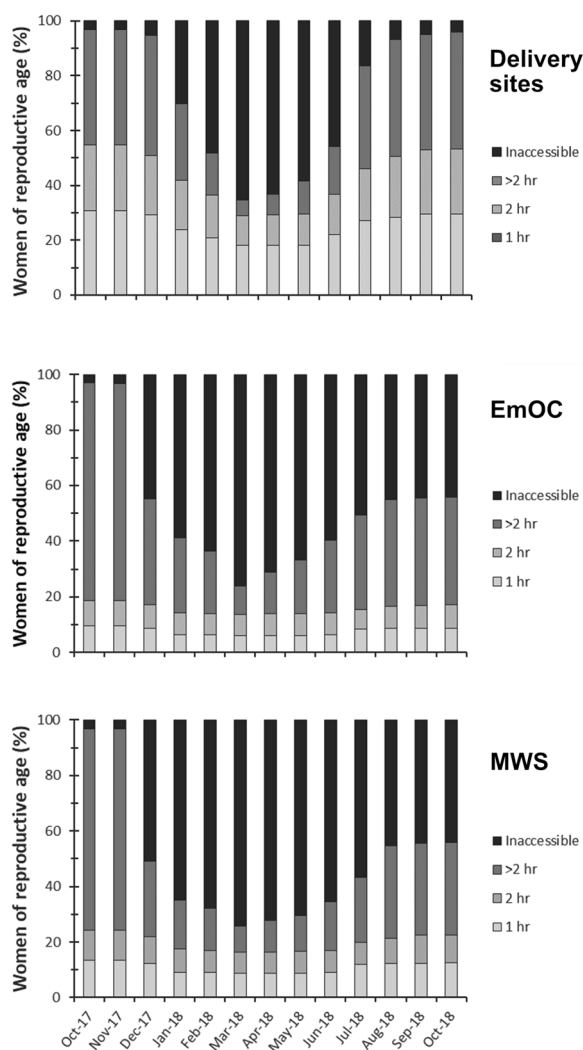 Delivery
sites
Women of reproductive age (%)
100
80
60
40
20
0
Inaccessible
>2 hr
2 hr
1 hr
EmOC
Women of reproductive age (%)
100
80
60
40
20
0
Inaccessible
>2 hr
2 hr
1 hr
MWS
Women of reproductive age (%)
100
80
60
40
20
0
Inaccessible
>2 hr
2 hr
1 hr
Oct-17
Nov-17
Dec-17
Jan-18
Feb-18
Mar-18
Apr-18
May-18
Jun-18
Jul-18
Aug-18
Sep-18
Oct-18